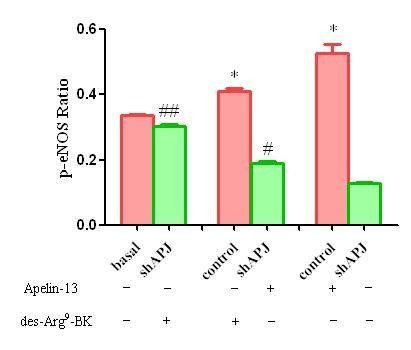 p-eNOS Ratio
0.6
0.4
0.2
0.0
##
*
#
*
basal shAPJ control shAPJ control shAPJ
Apelin-13 – – – + + –
des-Arg⁹-BK – + + – – –